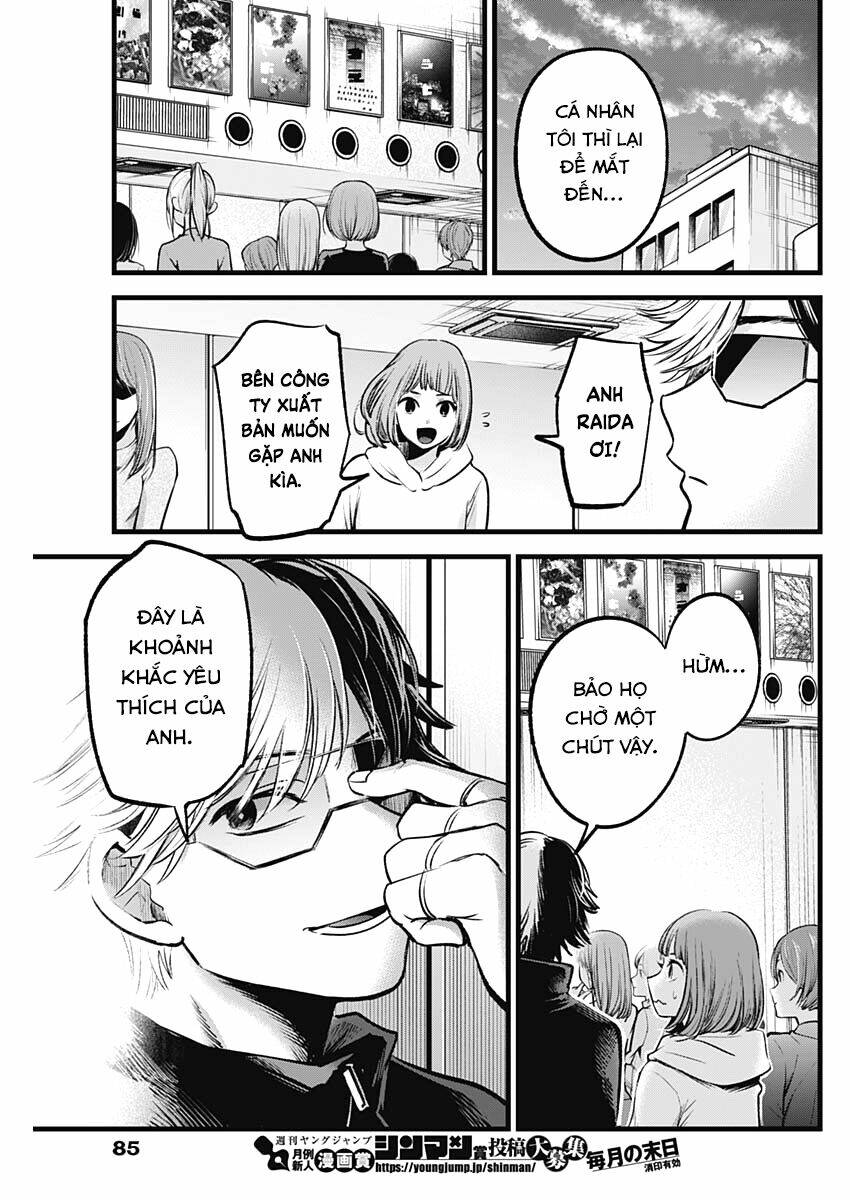 CÁ NHÂN
TÔI THÌ LẠI
ĐỂ MẮT
ĐẾN...
ANH
RAIDA
ƠI!
BÊN CÔNG
TY XUẤT
BẢN MUỐN
GẶP ANH
KÌA.
HỪM...
BẢO HỌ
CHỜ MỘT
CHÚT VẬY.
ĐÂY LÀ
KHOẢNH
KHẮC YÊU
THÍCH CỦA
ANH.
85
週刊ヤングジャンプ
月例新人漫画賞シンマン賞投稿大募集毎月の末日
消印有効
https://youngjump.jp/shinman/